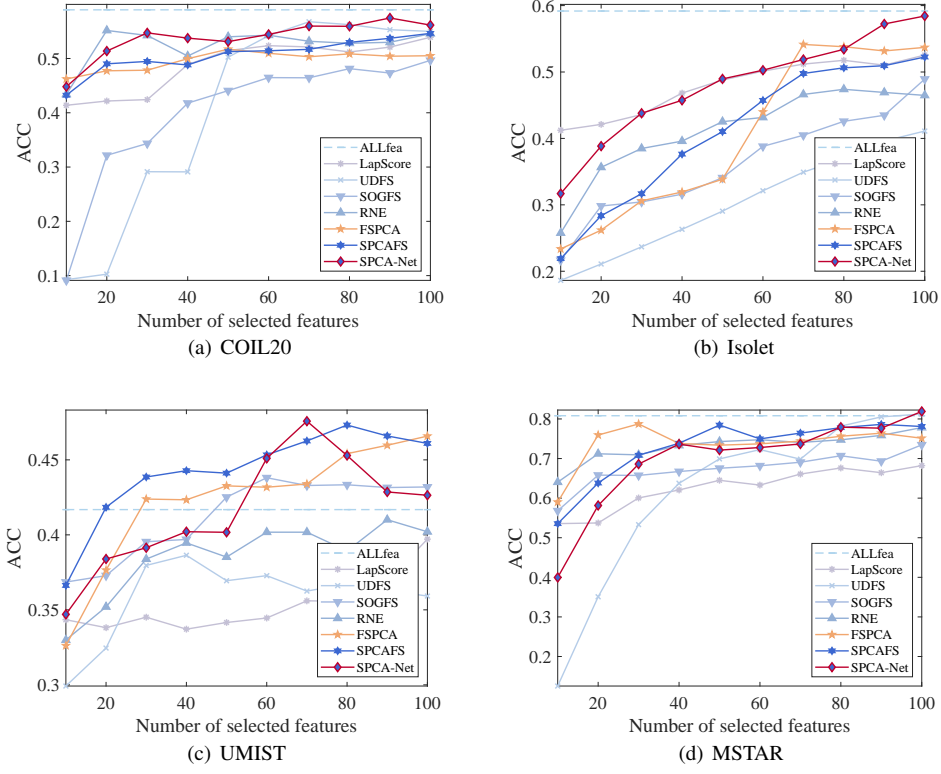 0.5
0.4
0.3
0.2
0.1
ACC
20 40 60 80 100
Number of selected features
ALLfea
LapScore
UDFS
SOGFS
RNE
FSPCA
SPCAFS
SPCA-Net
(a) COIL20
0.6
0.5
0.4
0.3
0.2
ACC
20 40 60 80 100
Number of selected features
ALLfea
LapScore
UDFS
SOGFS
RNE
FSPCA
SPCAFS
SPCA-Net
(b) Isolet
0.45
0.4
0.35
0.3
ACC
20 40 60 80 100
Number of selected features
ALLfea
LapScore
UDFS
SOGFS
RNE
FSPCA
SPCAFS
SPCA-Net
(c) UMIST
0.8
0.7
0.6
0.5
0.4
0.3
0.2
ACC
20 40 60 80 100
Number of selected features
ALLfea
LapScore
UDFS
SOGFS
RNE
FSPCA
SPCAFS
SPCA-Net
(d) MSTAR